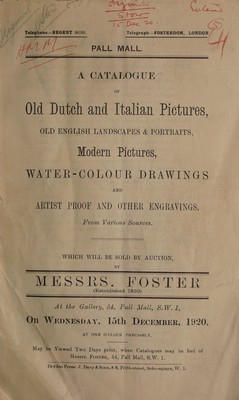 Telephone—REGENT 9036.
Telegraph—FOSTERDOM, LONDON.
PALL MALL.
A CATALOGUE
OF
Old Dutch and Italian Pictures,
OLD ENGLISH LANDSCAPES & PORTRAITS,
Modern Pictures,
WATER-COLOUR DRAWINGS
AND
ARTIST PROOF AND OTHER ENGRAVINGS,
From Various Sources.
WHICH WILL BE SOLD BY AUCTION,
BY
MESSRS. FOSTER
(Established 1810)
At the Gallery, 54, Pall Mall, S.W. 1,
On WEDNESDAY, 15th DECEMBER, 1920,
AT ONE O'CLOCK PRECISELY.
May be Viewed Two Days prior, when Catalogues may be had of
Messrs. Foster, 54, Pall Mall, S.W. 1.